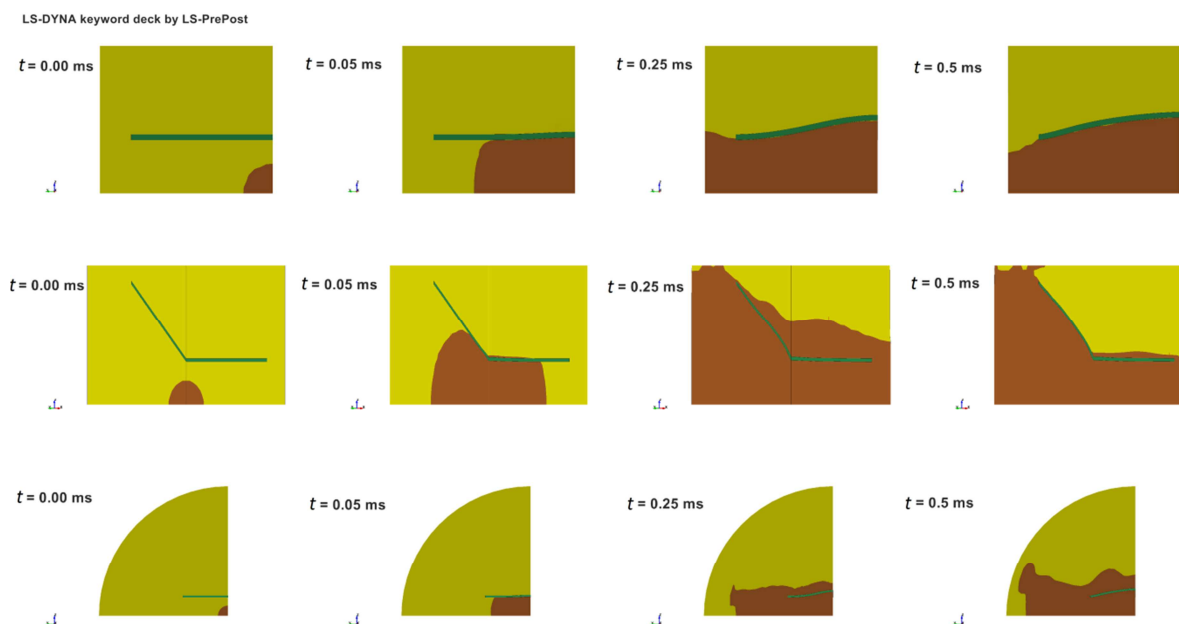 LS-DYNA keyword deck by LS-PrePost
t = 0.00 ms
t = 0.05 ms
t = 0.25 ms
t = 0.5 ms
t = 0.00 ms
t = 0.05 ms
t = 0.25 ms
t = 0.5 ms
t = 0.00 ms
t = 0.05 ms
t = 0.25 ms
t = 0.5 ms